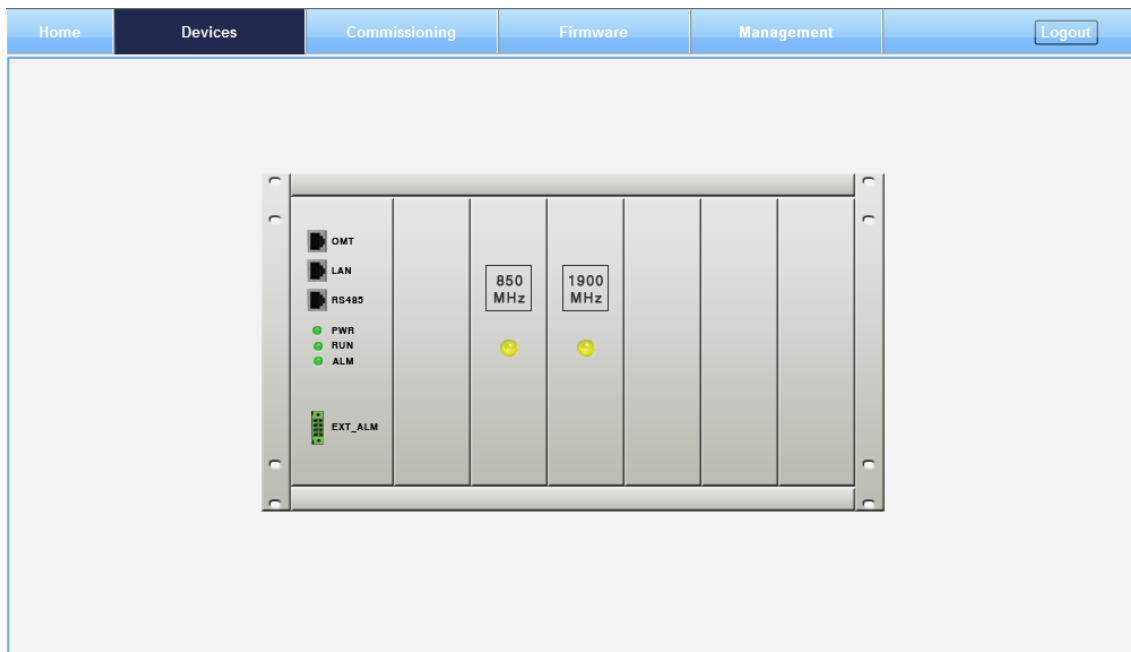 Home Devices Commissioning Firmware Management Logout
OMT
LAN
RS485
PWR
RUN
ALM
EXT_ALM
850
MHz
1900
MHz